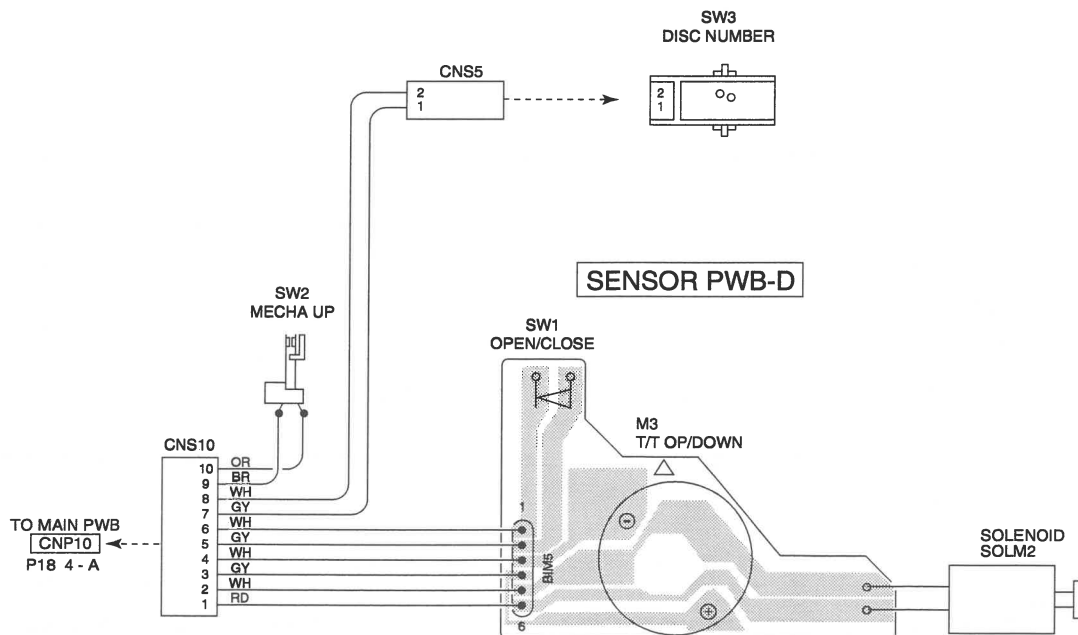 SW3
DISC NUMBER
CNS5
2
1
2
1
SENSOR PWB-D
SW2
MECHA UP
SW1
OPEN/CLOSE
M3
T/T OP/DOWN
CNS10
10 OR
9 BR
8 WH
7 GY
6 WH
5 GY
4 WH
3 GY
2 WH
1 RD
TO MAIN PWB
CNP10
P18 4 - A
1
BIM5
6
SOLENOID
SOLM2